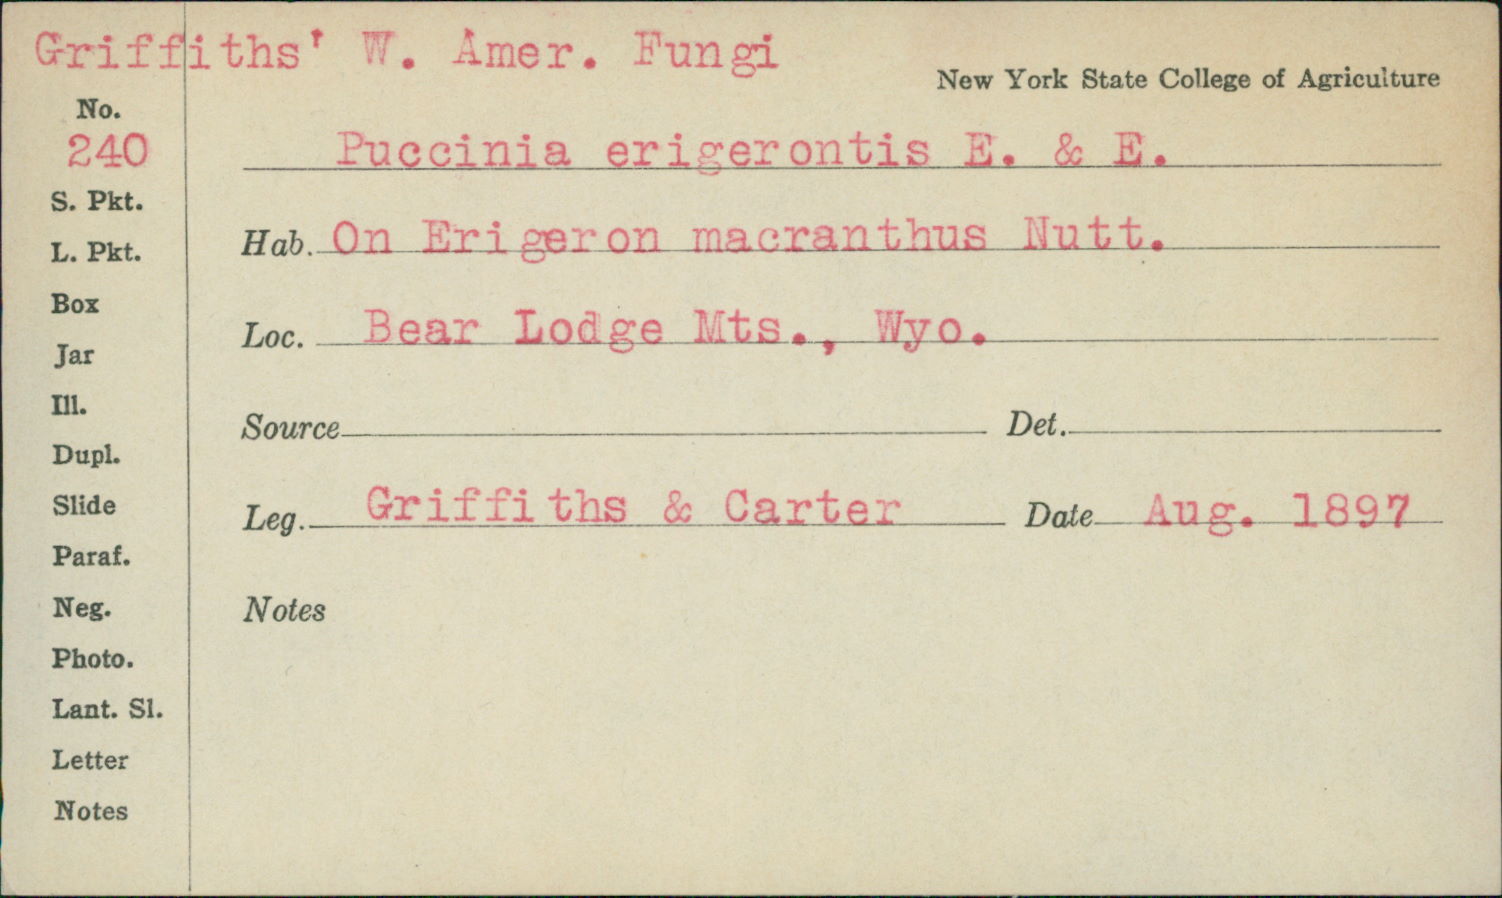 Griffiths' W. Amer. Fungi
New York State College of Agriculture
No.
240
Puccinia erigerontis E. & E.
S. Pkt.
Hab. On Erigeron macranthus Nutt.
L. Pkt.
Box
Loc. Bear Lodge Mts., Wyo.
Jar
Ill.
Source Det.
Dupl.
Slide
Leg. Griffiths & Carter Date Aug. 1897
Paraf.
Neg.
Notes
Photo.
Lant. Sl.
Letter
Notes